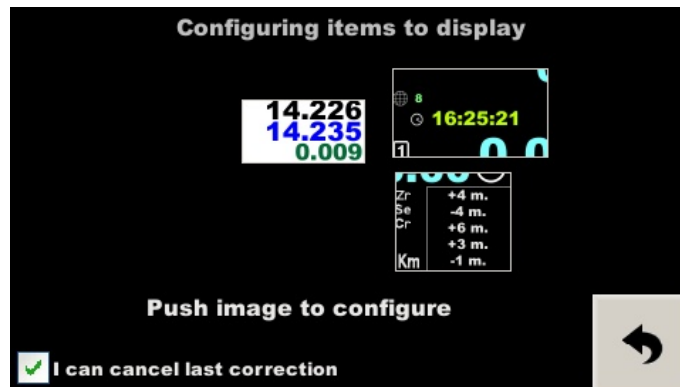 Configuring items to display
14.226
14.235
0.009
8
16:25:21
1
Zr +4 m.
Se -4 m.
Cr +6 m.
+3 m.
Km -1 m.
Push image to configure
I can cancel last correction